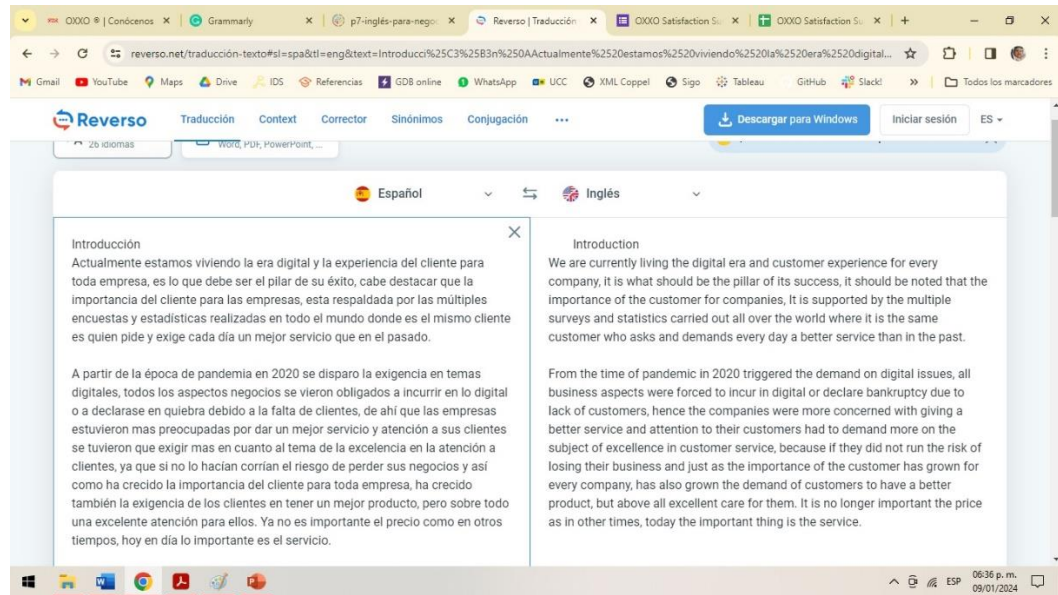 OXXO ® | Conócenos
Grammarly
p7-inglés-para-nego
Reverso | Traducción
OXXO Satisfaction Su
OXXO Satisfaction Su
reverso.net/traducción-texto#sl=spa&tl=eng&text=Introducci%25C3%25B3n%250AActualmente%2520estamos%2520viviendo%2520la%2520era%2520digital...
Gmail YouTube Maps Drive IDS Referencias GDB online WhatsApp UCC XML Coppel Sigo Tableau GitHub Slack! » Todos los marcadores
Reverso Traducción Context Corrector Sinónimos Conjugación ... Descargar para Windows Iniciar sesión ES
26 idiomas Word, PDF, PowerPoint, ...
Español Inglés
Introducción
Actualmente estamos viviendo la era digital y la experiencia del cliente para
toda empresa, es lo que debe ser el pilar de su éxito, cabe destacar que la
importancia del cliente para las empresas, esta respaldada por las múltiples
encuestas y estadísticas realizadas en todo el mundo donde es el mismo cliente
es quien pide y exige cada día un mejor servicio que en el pasado.
A partir de la época de pandemia en 2020 se disparo la exigencia en temas
digitales, todos los aspectos negocios se vieron obligados a incurrir en lo digital
o a declarase en quiebra debido a la falta de clientes, de ahí que las empresas
estuvieron mas preocupadas por dar un mejor servicio y atención a sus clientes
se tuvieron que exigir mas en cuanto al tema de la excelencia en la atención a
clientes, ya que si no lo hacían corrían el riesgo de perder sus negocios y así
como ha crecido la importancia del cliente para toda empresa, ha crecido
también la exigencia de los clientes en tener un mejor producto, pero sobre todo
una excelente atención para ellos. Ya no es importante el precio como en otros
tiempos, hoy en día lo importante es el servicio.
Introduction
We are currently living the digital era and customer experience for every
company, it is what should be the pillar of its success, it should be noted that the
importance of the customer for companies, It is supported by the multiple
surveys and statistics carried out all over the world where it is the same
customer who asks and demands every day a better service than in the past.
From the time of pandemic in 2020 triggered the demand on digital issues, all
business aspects were forced to incur in digital or declare bankruptcy due to
lack of customers, hence the companies were more concerned with giving a
better service and attention to their customers had to demand more on the
subject of excellence in customer service, because if they did not run the risk of
losing their business and just as the importance of the customer has grown for
every company, has also grown the demand of customers to have a better
product, but above all excellent care for them. It is no longer important the price
as in other times, today the important thing is the service.
ESP
06:36 p. m.
09/01/2024